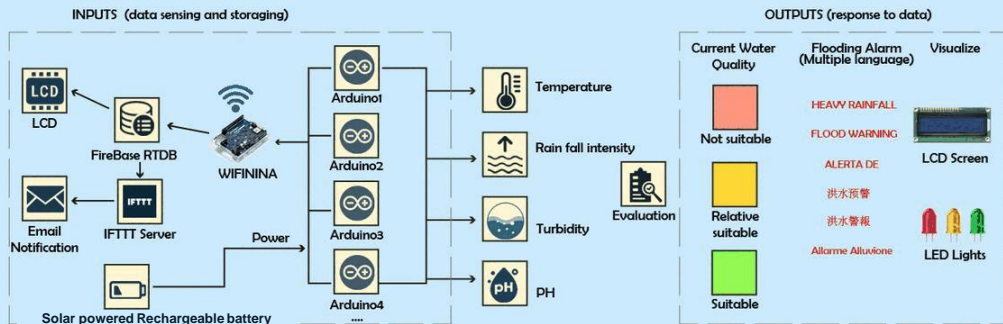 INPUTS (data sensing and storaging)
LCD
LCD
FireBase RTDB
WIFININA
IFTTT
Email
Notification
IFTTT Server
Power
Solar powered Rechargeable battery
Arduino1
Arduino2
Arduino3
Arduino4
....
Temperature
Rain fall intensity
Turbidity
pH
PH
Evaluation
OUTPUTS (response to data)
Current Water
Quality
Not suitable
Relative
suitable
Suitable
Flooding Alarm
(Multiple language)
HEAVY RAINFALL
FLOOD WARNING
ALERTA DE
洪水预警
洪水警報
Allarme Alluvione
Visualize
LCD Screen
LED Lights